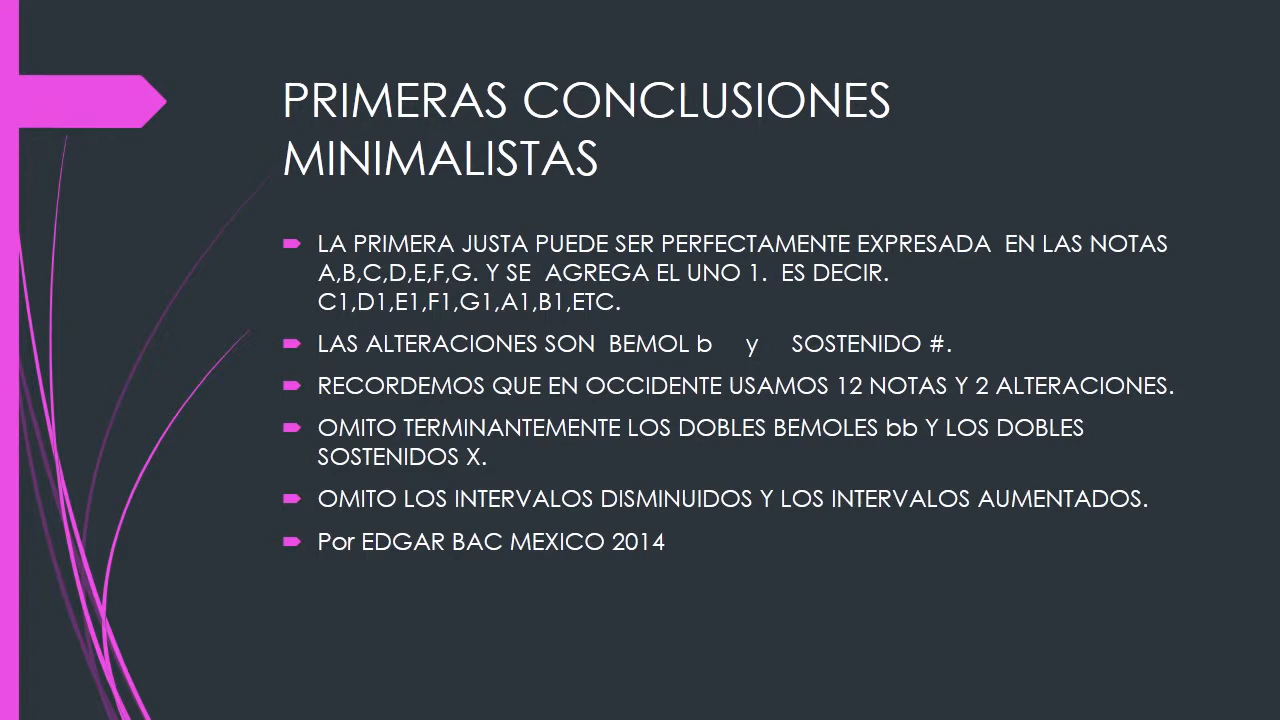 PRIMERAS CONCLUSIONES
MINIMALISTAS
LA PRIMERA JUSTA PUEDE SER PERFECTAMENTE EXPRESADA  EN LAS NOTAS
A,B,C,D,E,F,G. Y SE  AGREGA EL UNO 1.  ES DECIR.
C1,D1,E1,F1,G1,A1,B1,ETC.
LAS ALTERACIONES SON  BEMOL b     y     SOSTENIDO #.
RECORDEMOS QUE EN OCCIDENTE USAMOS 12 NOTAS Y 2 ALTERACIONES.
OMITO TERMINANTEMENTE LOS DOBLES BEMOLES bb Y LOS DOBLES
SOSTENIDOS X.
OMITO LOS INTERVALOS DISMINUIDOS Y LOS INTERVALOS AUMENTADOS.
Por EDGAR BAC MEXICO 2014